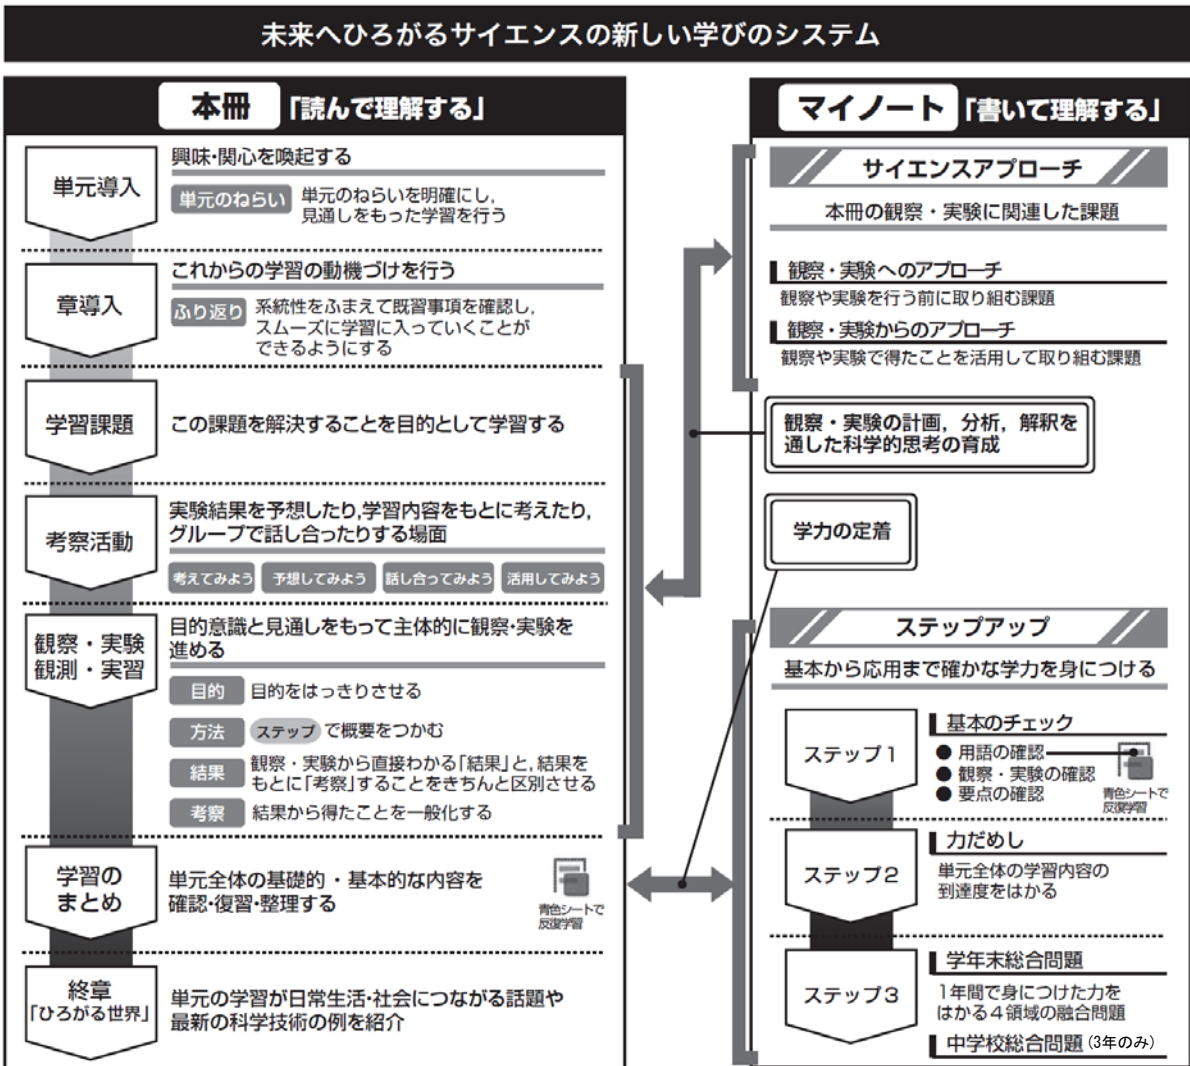 未来へひろがるサイエンスの新しい学びのシステム
本冊 「読んで理解する」
単元導入
興味・関心を喚起する
単元のねらい
単元のねらいを明確にし，
見通しをもった学習を行う
章導入
これからの学習の動機づけを行う
ふり返り
系統性をふまえて既習事項を確認し，
スムーズに学習に入っていくことが
できるようにする
学習課題
この課題を解決することを目的として学習する
考察活動
実験結果を予想したり，学習内容をもとに考えたり，
グループで話し合ったりする場面
考えてみよう 予想してみよう 話し合ってみよう 活用してみよう
観察・実験
観測・実習
目的意識と見通しをもって主体的に観察・実験を
進める
目的 目的をはっきりさせる
方法 ステップ で概要をつかむ
結果 観察・実験から直接わかる「結果」と，結果を
もとに「考察」することをきちんと区別させる
考察 結果から得たことを一般化する
学習の
まとめ
単元全体の基礎的・基本的な内容を
確認・復習・整理する
青色シートで
反復学習
終章
「ひろがる世界」
単元の学習が日常生活・社会につながる話題や
最新の科学技術の例を紹介
マイノート 「書いて理解する」
サイエンスアプローチ
本冊の観察・実験に関連した課題
観察・実験へのアプローチ
観察や実験を行う前に取り組む課題
観察・実験からのアプローチ
観察や実験で得たことを活用して取り組む課題
観察・実験の計画，分析，解釈を
通した科学的思考の育成
学力の定着
ステップアップ
基本から応用まで確かな学力を身につける
ステップ1
基本のチェック
● 用語の確認
● 観察・実験の確認
● 要点の確認
青色シートで
反復学習
ステップ2
力だめし
単元全体の学習内容の
到達度をはかる
ステップ3
学年末総合問題
1年間で身につけた力を
はかる4領域の融合問題
中学校総合問題 (3年のみ)